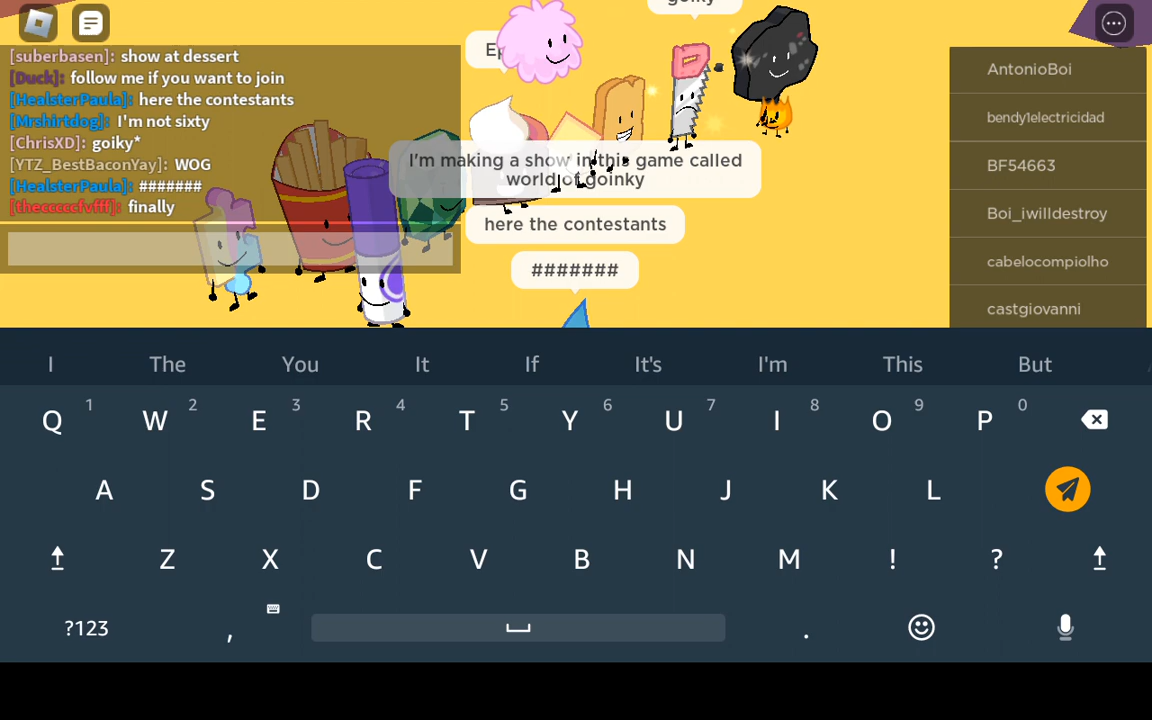 goiky
[suberbasen]: show at dessert
[Duck]: follow me if you want to join
[HealsterPaula]: here the contestants
[Mrshirtdog]: I'm not sixty
[ChrisXD]: goiky*
[YTZ_BestBaconYay]: WOG
[HealsterPaula]: #######
[thecccccfvfff]: finally
I'm making a show in this game called
world of goinky
here the contestants
#######
AntonioBoi
bendy1electricidad
BF54663
Boi_iwilldestroy
cabelocompiolho
castgiovanni
I The You It If It's I'm This But
1 2 3 4 5 6 7 8 9 0
Q W E R T Y U I O P
A S D F G H J K L
Z X C V B N M ! ?
?123 , .